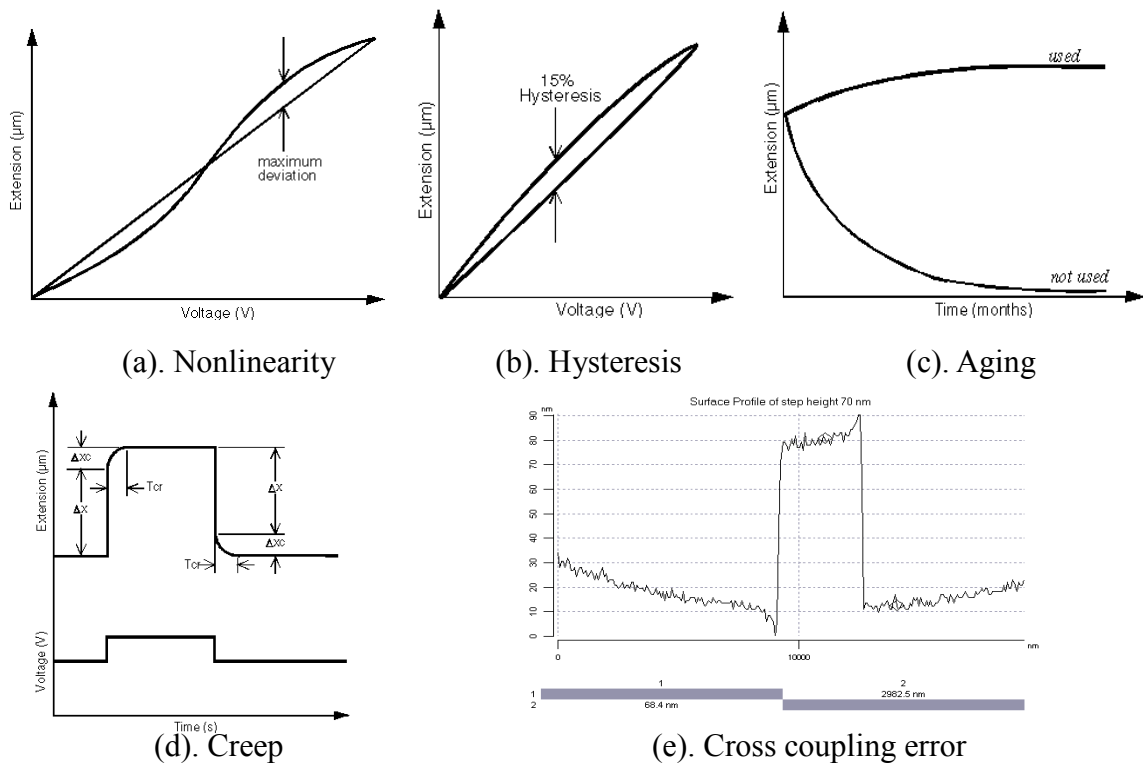 Extension (µm)
maximum
deviation
Voltage (V)
(a). Nonlinearity
Extension (µm)
15%
Hysteresis
Voltage (V)
(b). Hysteresis
Extension (µm)
used
not used
Time (months)
(c). Aging
Extension (µm)
ΔXC
ΔX
Tcr
ΔX
ΔXC
Tcr
Voltage (V)
Time (s)
(d). Creep
Surface Profile of step height 70 nm
nm
90
80
70
60
50
40
30
20
10
0
0
10000
nm
1
2
1
2
68.4 nm
2982.5 nm
(e). Cross coupling error